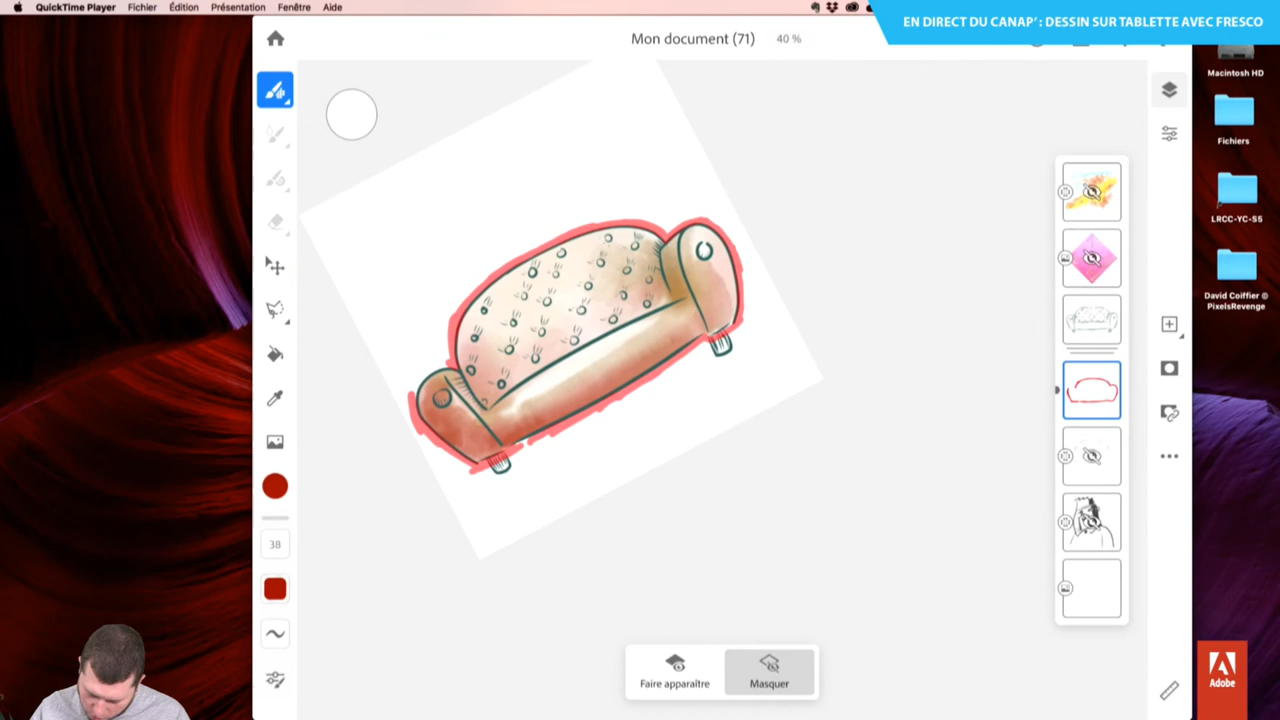 QuickTime Player Fichier Édition Présentation Fenêtre Aide
EN DIRECT DU CANAP' : DESSIN SUR TABLETTE AVEC FRESCO
Mon document (71) 40 %
Macintosh HD
Fichiers
LRCC-YC-S5
David Coiffier ©
PixelsRevenge
38
Faire apparaître
Masquer
Adobe